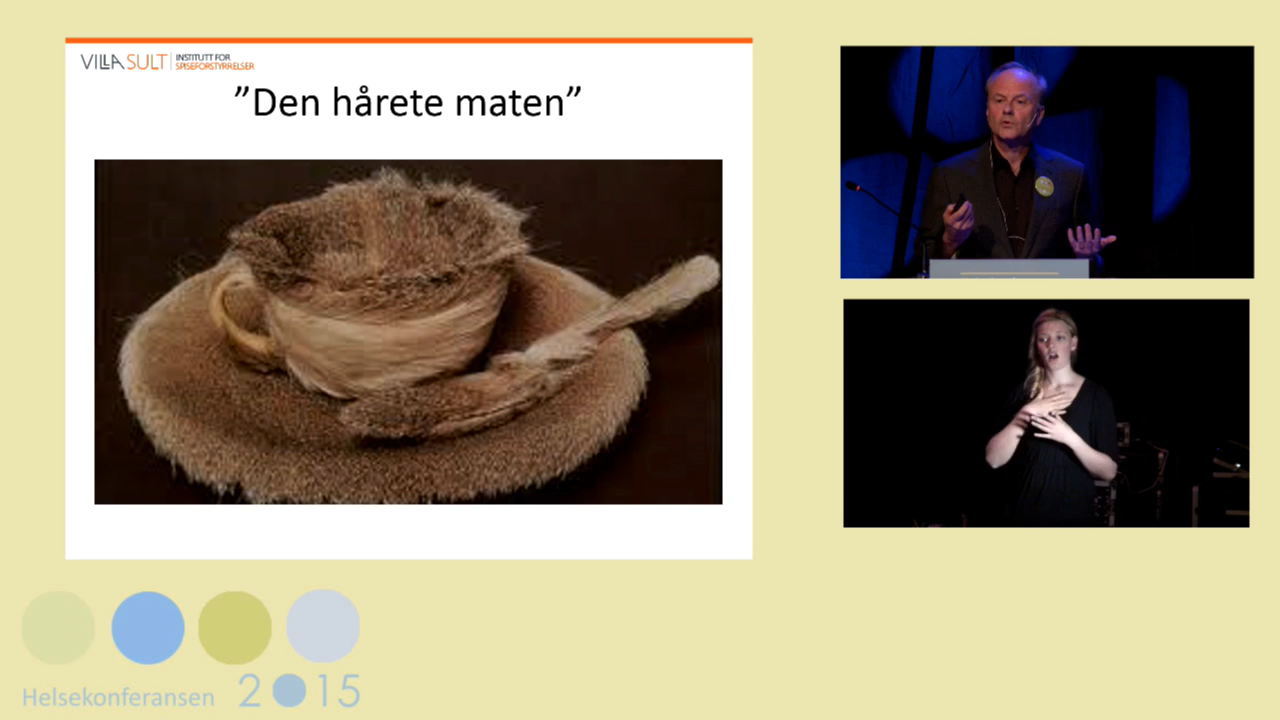 VILLA SULT | INSTITUTT FOR
SPISEFORSTYRRELSER
”Den hårete maten”
Helsekonferansen 2015